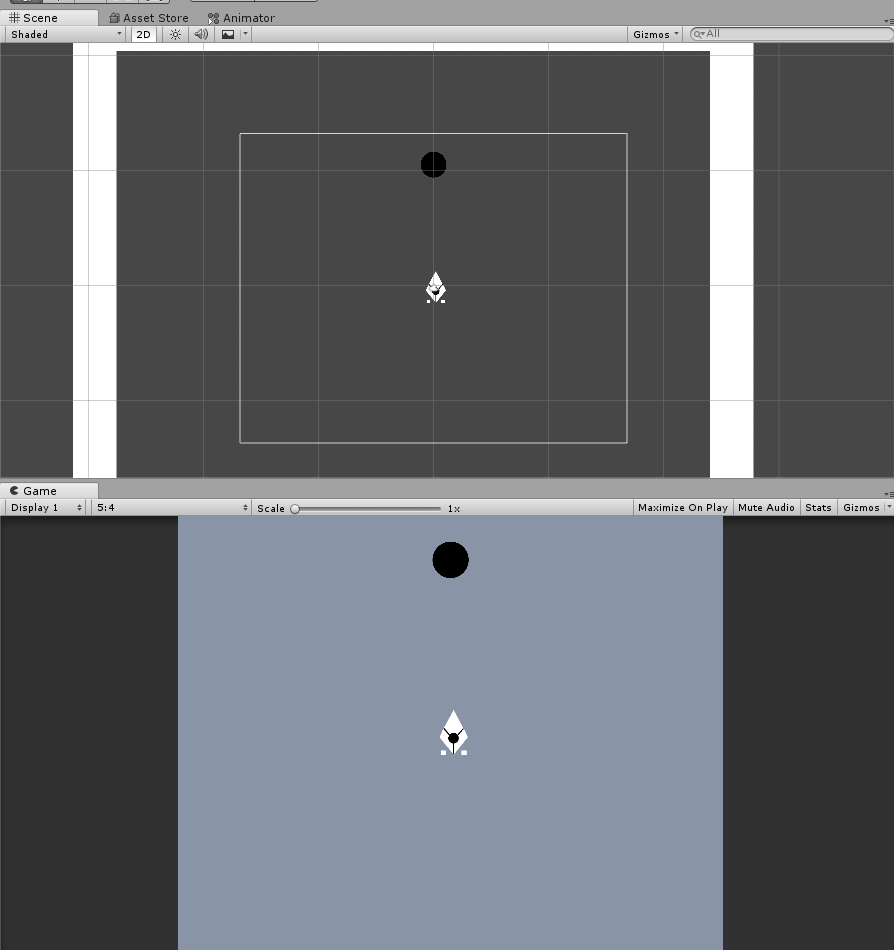 Scene Asset Store Animator
Shaded 2D Gizmos All
Game
Display 1 5:4 Scale 1x Maximize On Play Mute Audio Stats Gizmos